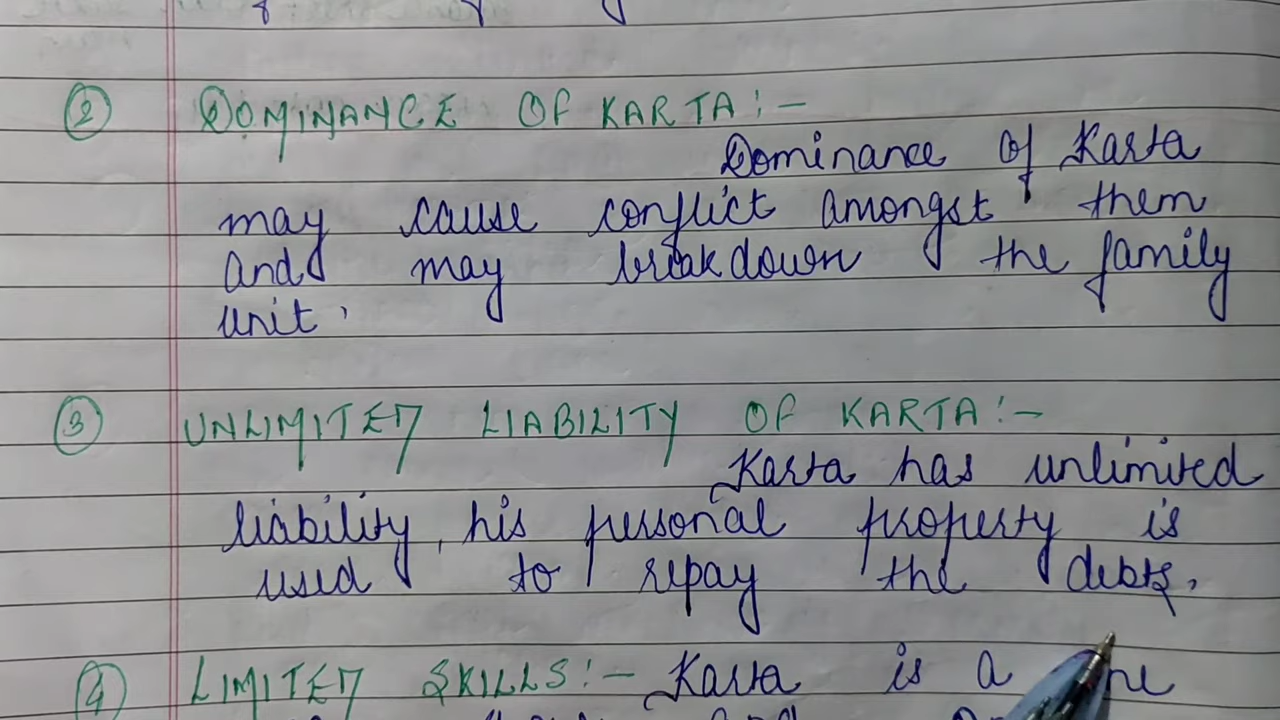 ② DOMINANCE OF KARTA:-
Dominance of Karta
may cause conflict amongst them
and may breakdown the family
unit.
③ UNLIMITED LIABILITY OF KARTA:-
Karta has unlimited
liability, his personal property is
used to repay the debts.
④ LIMITED SKILLS:- Karta is a